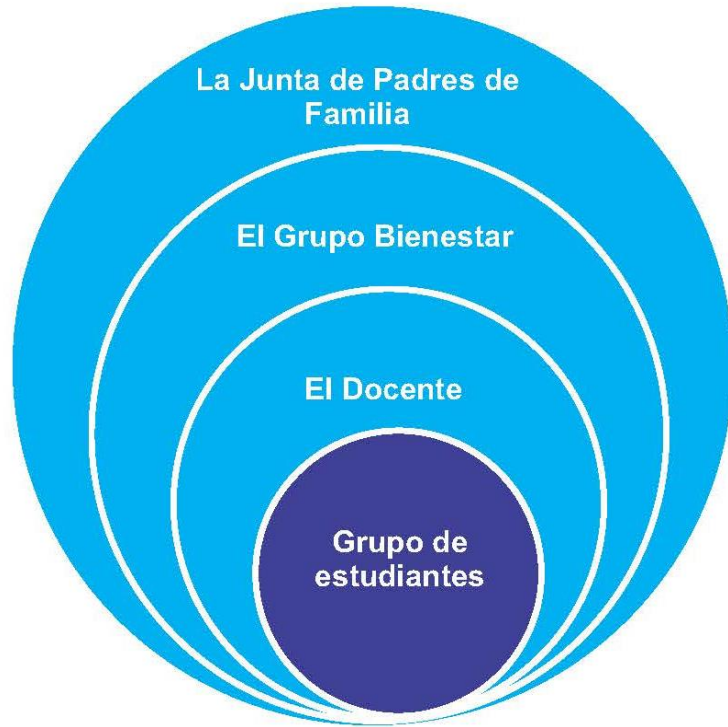 La Junta de Padres de
Familia
El Grupo Bienestar
El Docente
Grupo de
estudiantes